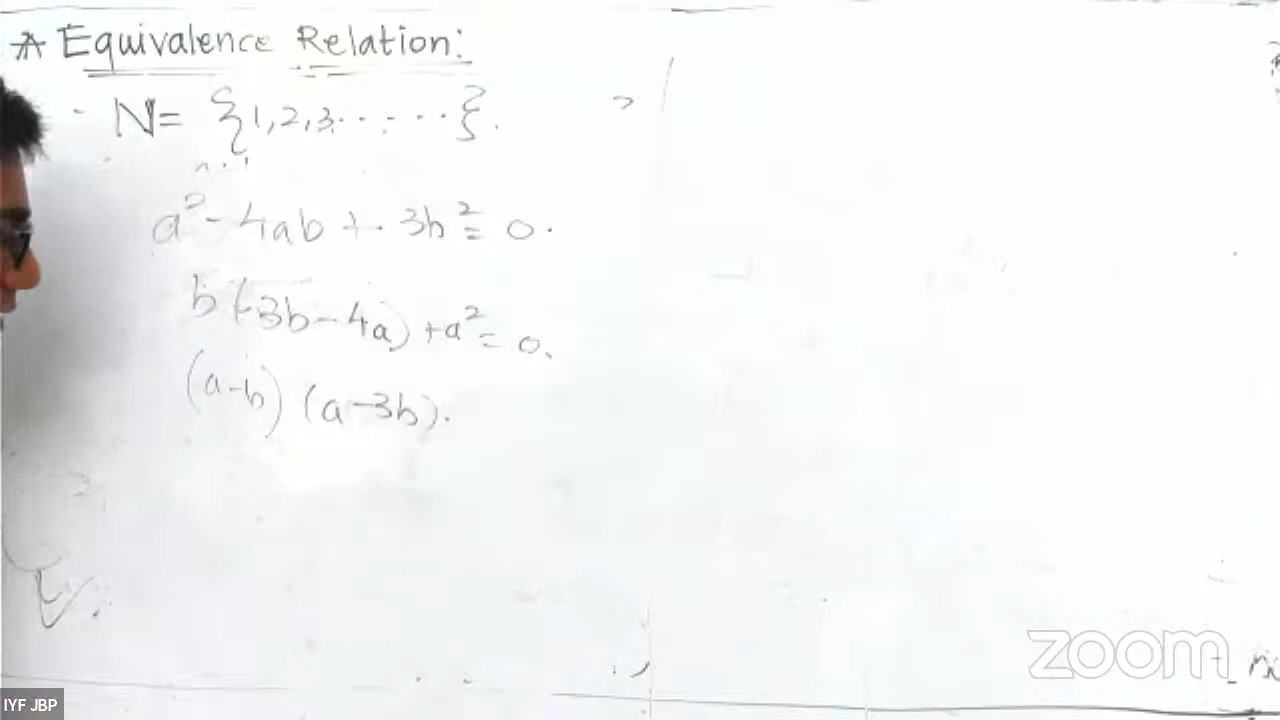 * Equivalence Relation:
N = {1,2,3.......}.
a² - 4ab + 3b² = 0.
b(3b-4a) + a² = 0.
(a-b) (a-3b).
zoom
IYF JBP